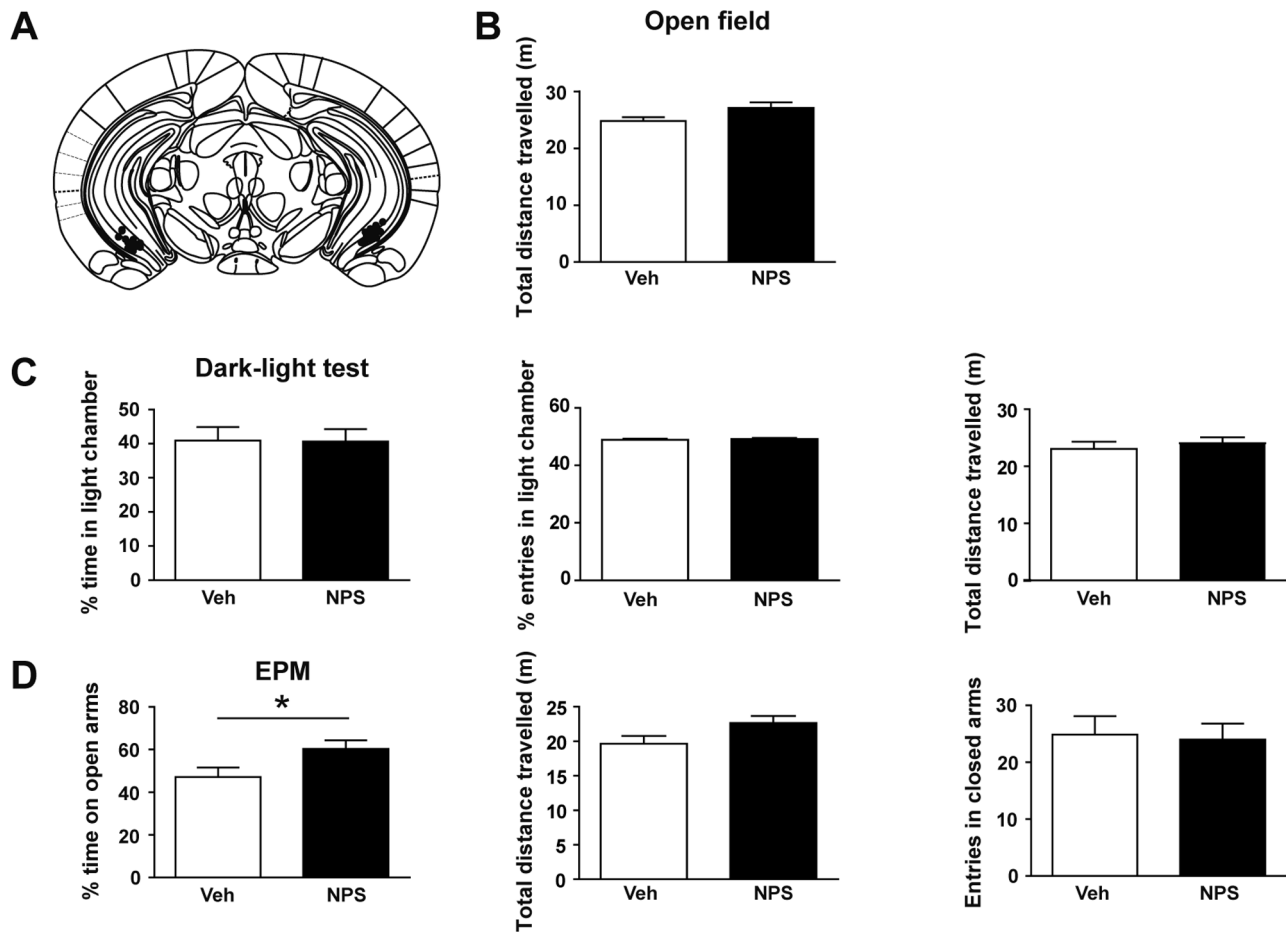 A
B
Open field
Total distance travelled (m)
30
20
10
0
Veh
NPS
C
Dark-light test
% time in light chamber
50
40
30
20
10
0
Veh
NPS
% entries in light chamber
60
40
20
0
Veh
NPS
Total distance travelled (m)
30
20
10
0
Veh
NPS
D
EPM
*
% time on open arms
80
60
40
20
0
Veh
NPS
Total distance travelled (m)
25
20
15
10
5
0
Veh
NPS
Entries in closed arms
30
20
10
0
Veh
NPS